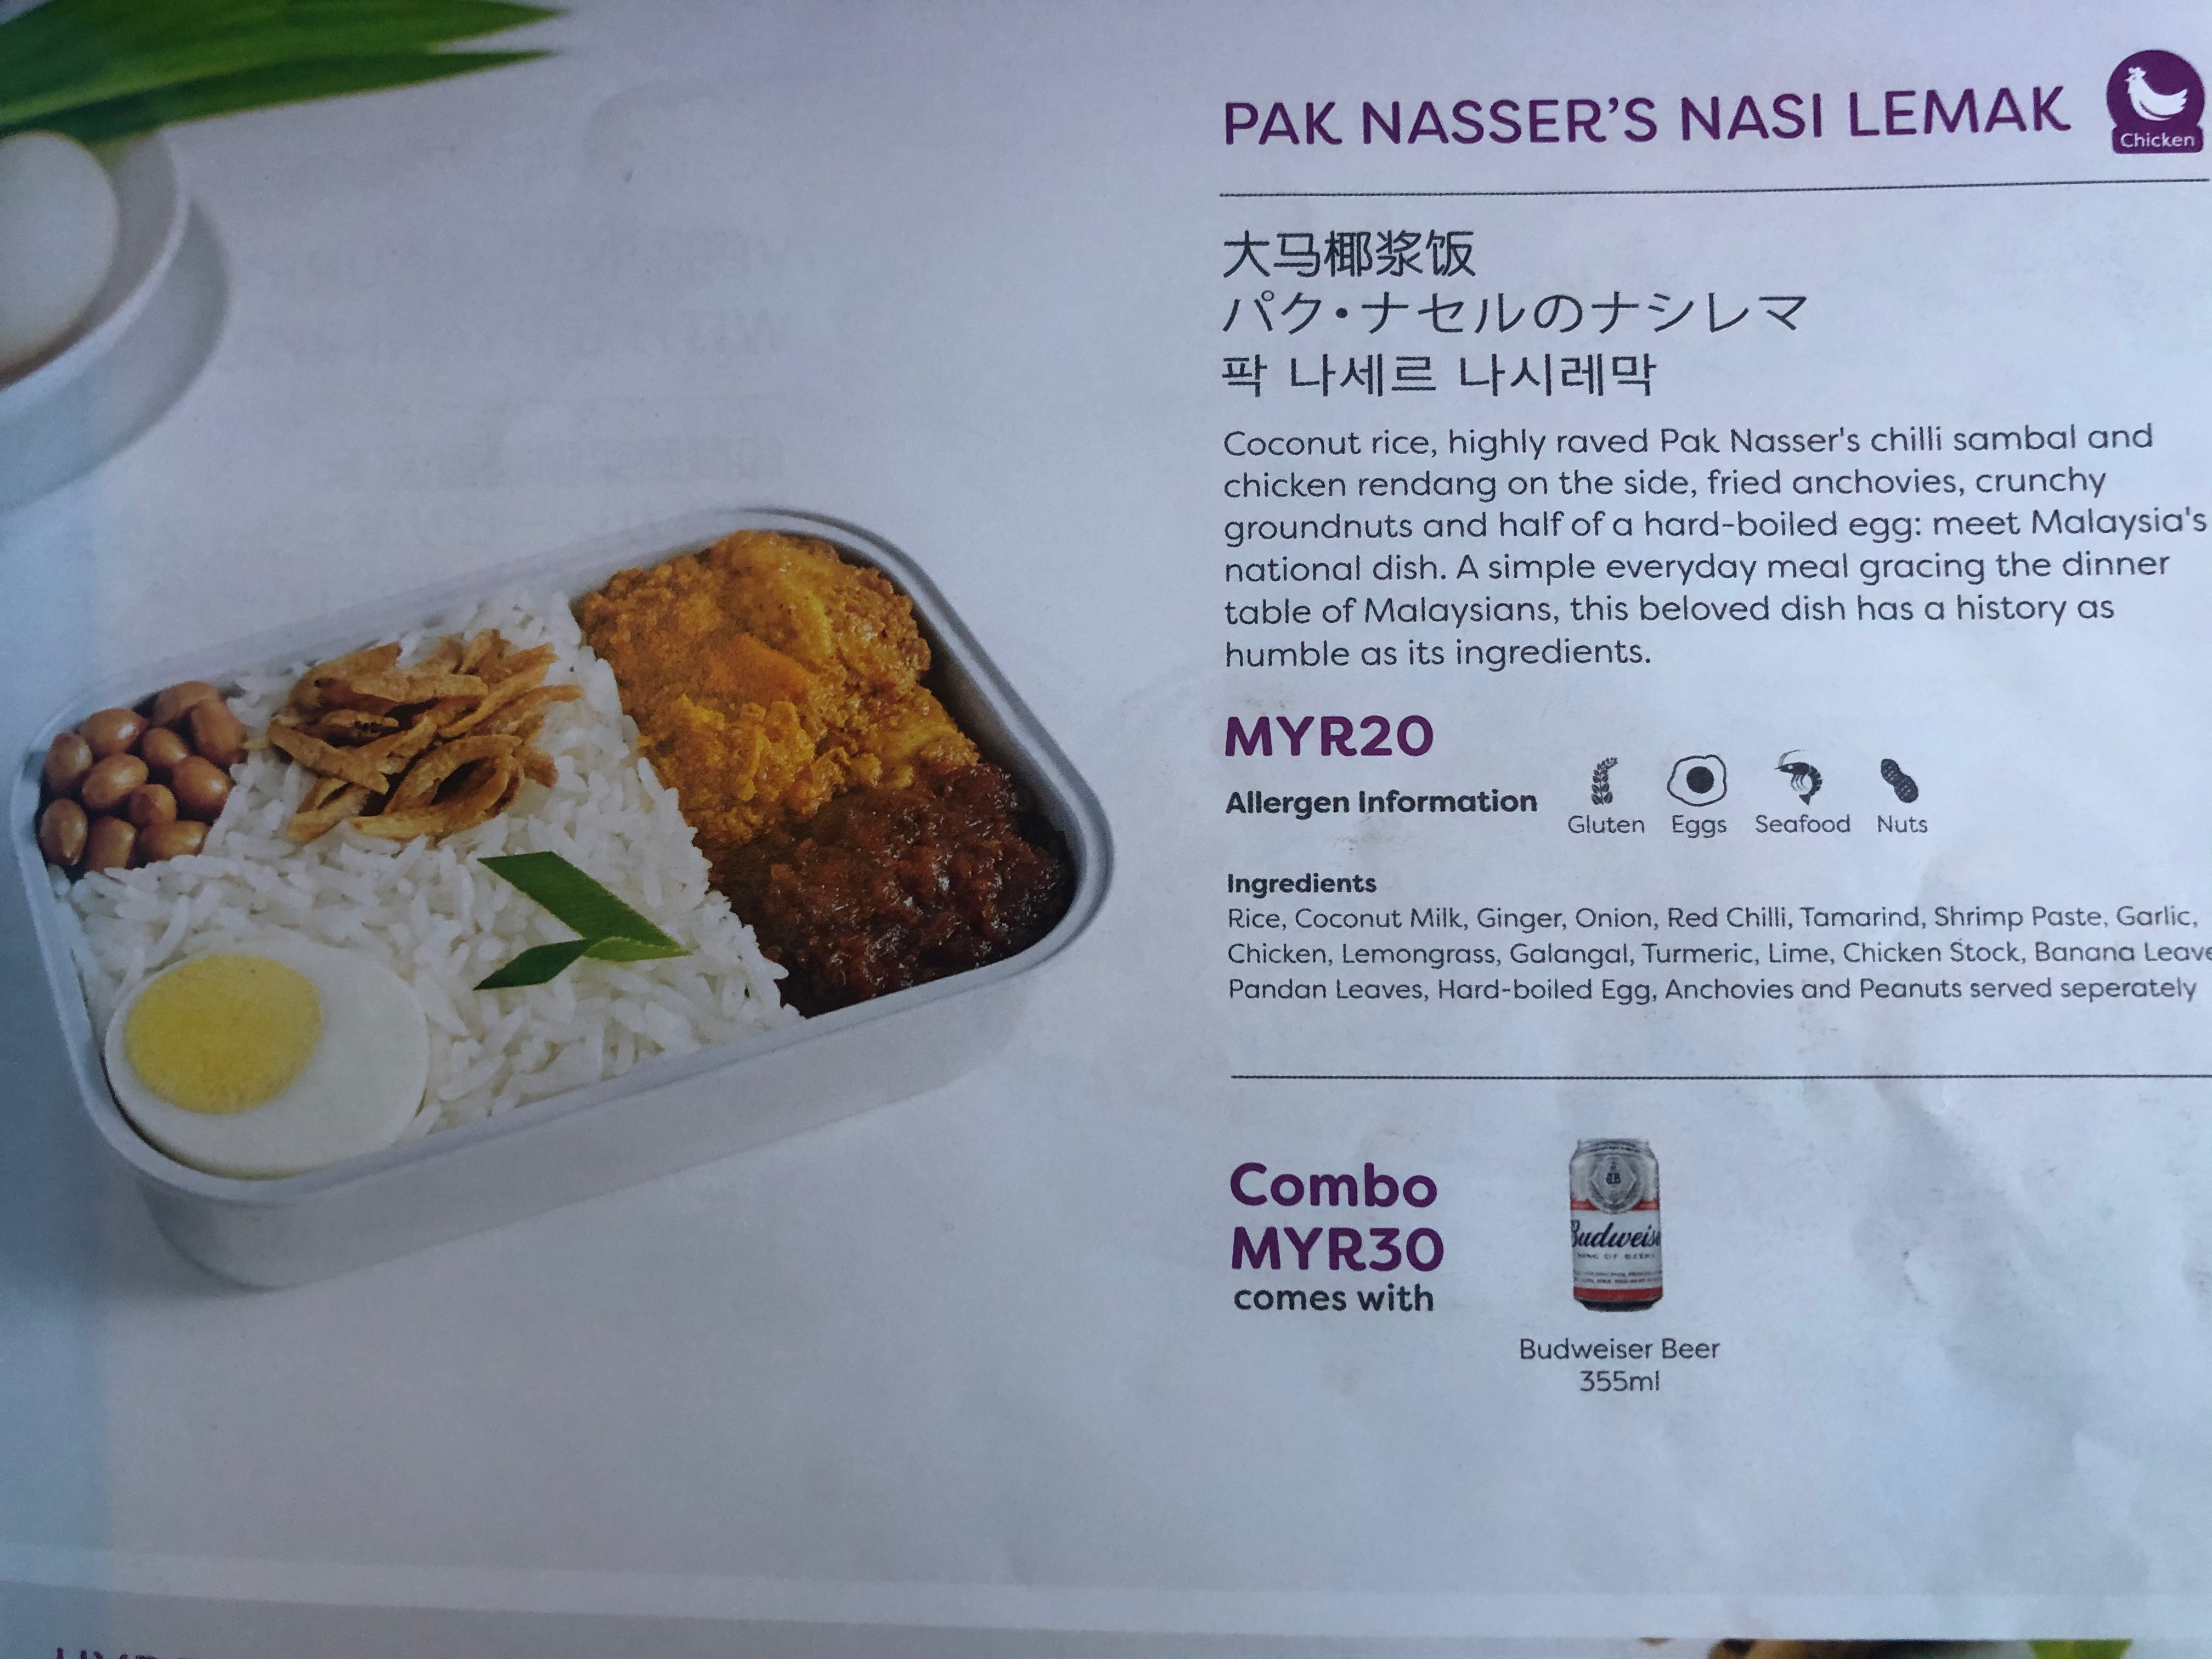 PAK NASSER'S NASI LEMAK
Chicken
大马椰浆饭
パク・ナセルのナシレマ
팍 나세르 나시레막
Coconut rice, highly raved Pak Nasser's chilli sambal and
chicken rendang on the side, fried anchovies, crunchy
groundnuts and half of a hard-boiled egg: meet Malaysia's
national dish. A simple everyday meal gracing the dinner
table of Malaysians, this beloved dish has a history as
humble as its ingredients.
MYR20
Allergen Information
Gluten Eggs Seafood Nuts
Ingredients
Rice, Coconut Milk, Ginger, Onion, Red Chilli, Tamarind, Shrimp Paste, Garlic,
Chicken, Lemongrass, Galangal, Turmeric, Lime, Chicken Stock, Banana Leave
Pandan Leaves, Hard-boiled Egg, Anchovies and Peanuts served seperately
Combo
MYR30
comes with
Budweis
KING OF BEERS
Budweiser Beer
355ml